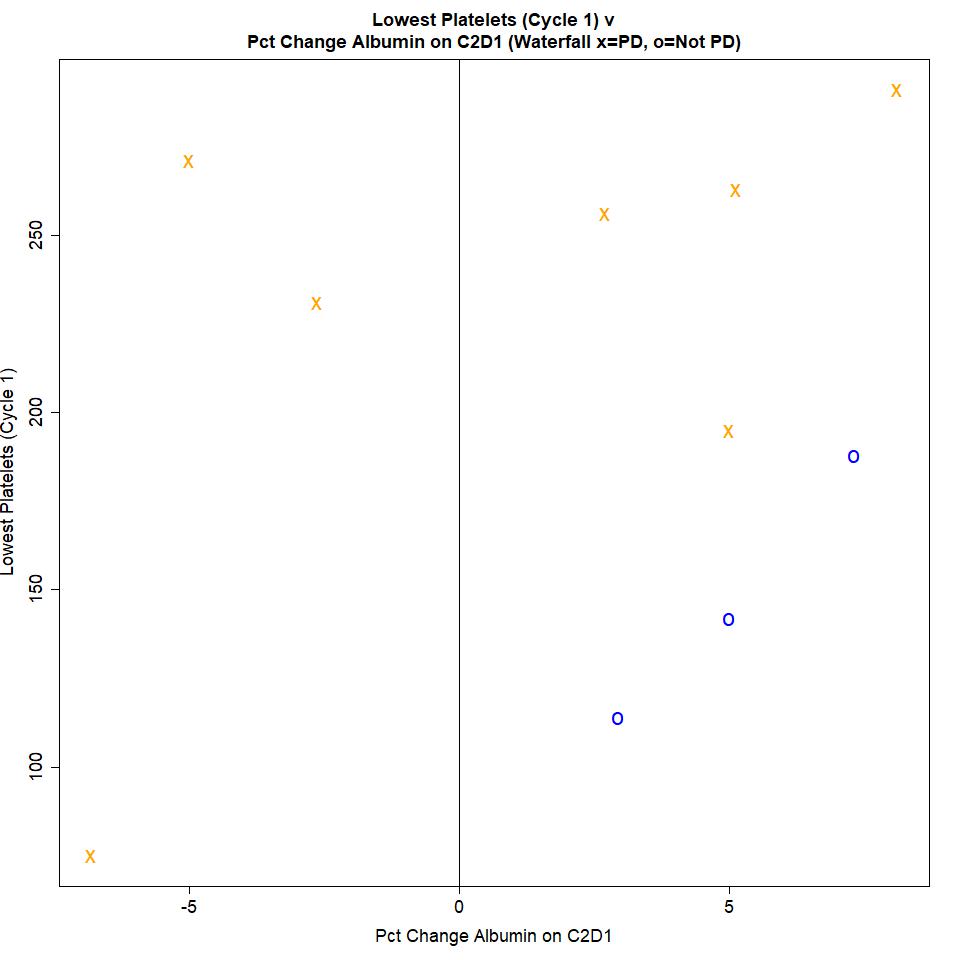 Lowest Platelets (Cycle 1) v
Pct Change Albumin on C2D1 (Waterfall x=PD, o=Not PD)
X
X
X
X
X
X
O
O
O
X
250
200
150
100
Lowest Platelets (Cycle 1)
-5
0
5
Pct Change Albumin on C2D1